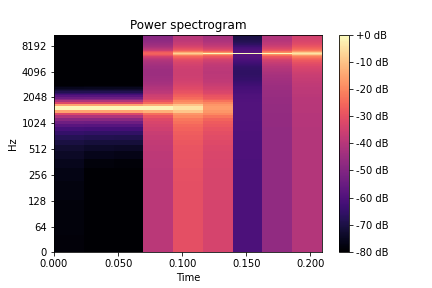 Power spectrogram
8192
4096
2048
1024
512
256
128
64
0
Hz
0.000 0.050 0.100 0.150 0.200
Time
+0 dB
-10 dB
-20 dB
-30 dB
-40 dB
-50 dB
-60 dB
-70 dB
-80 dB